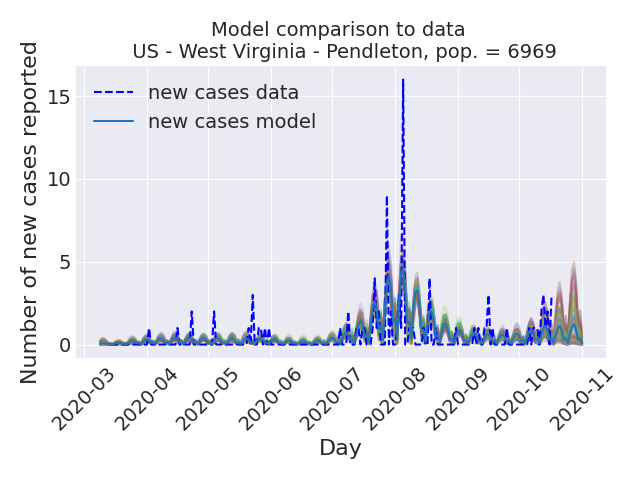 Model comparison to data
US - West Virginia - Pendleton, pop. = 6969
Number of new cases reported
15
10
5
0
new cases data
new cases model
2020-03
2020-04
2020-05
2020-06
2020-07
2020-08
2020-09
2020-10
2020-11
Day